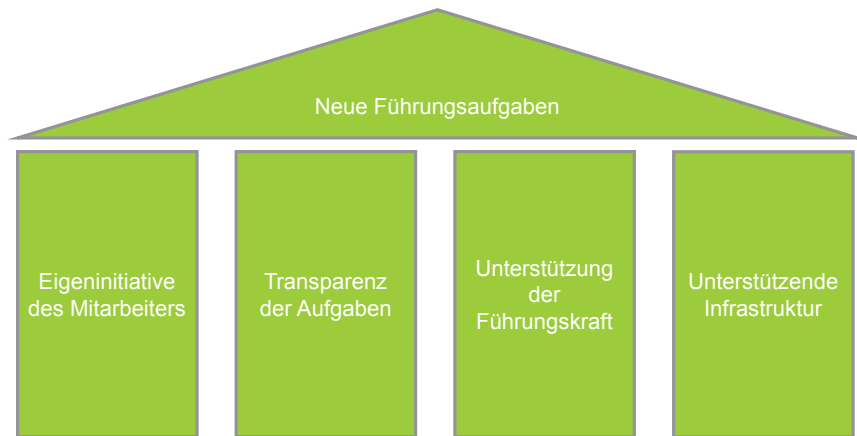 Neue Führungsaufgaben
Eigeninitiative
des Mitarbeiters
Transparenz
der Aufgaben
Unterstützung
der
Führungskraft
Unterstützende
Infrastruktur